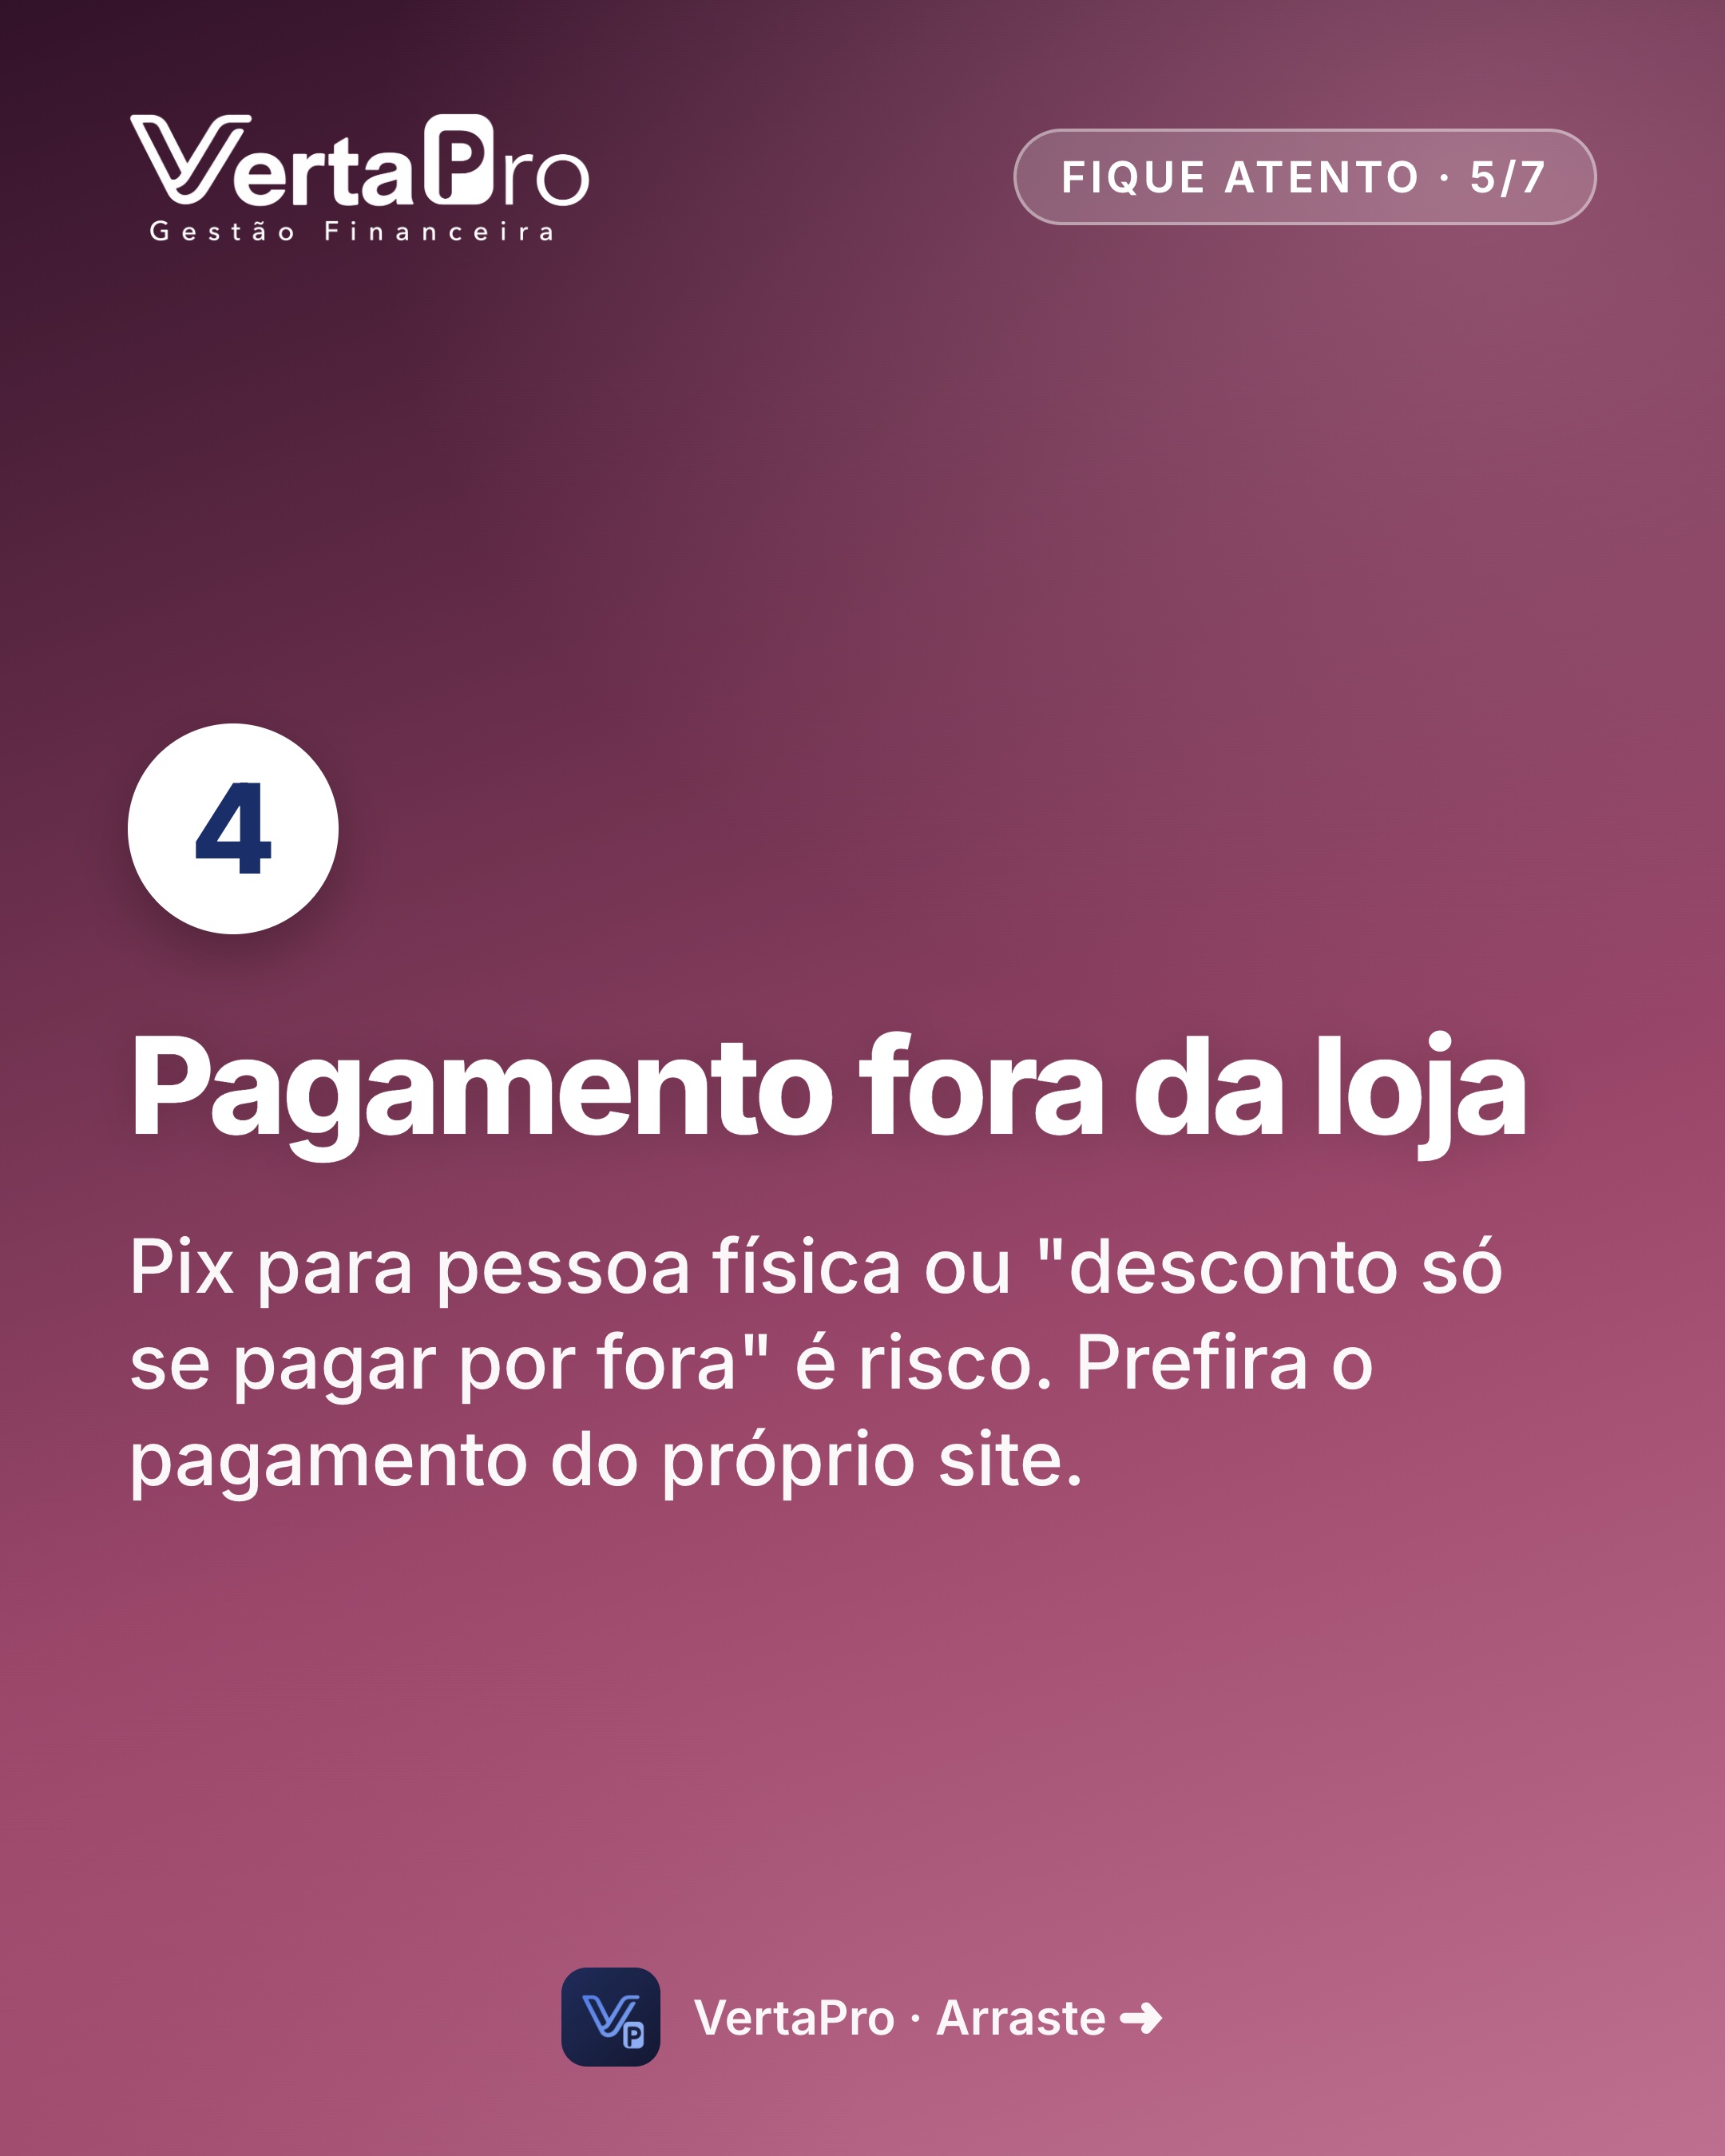 VertaPro
Gestão Financeira
FIQUE ATENTO · 5/7
4
Pagamento fora da loja
Pix para pessoa física ou "desconto só
se pagar por fora" é risco. Prefira o
pagamento do próprio site.
VP
VertaPro · Arraste ➜